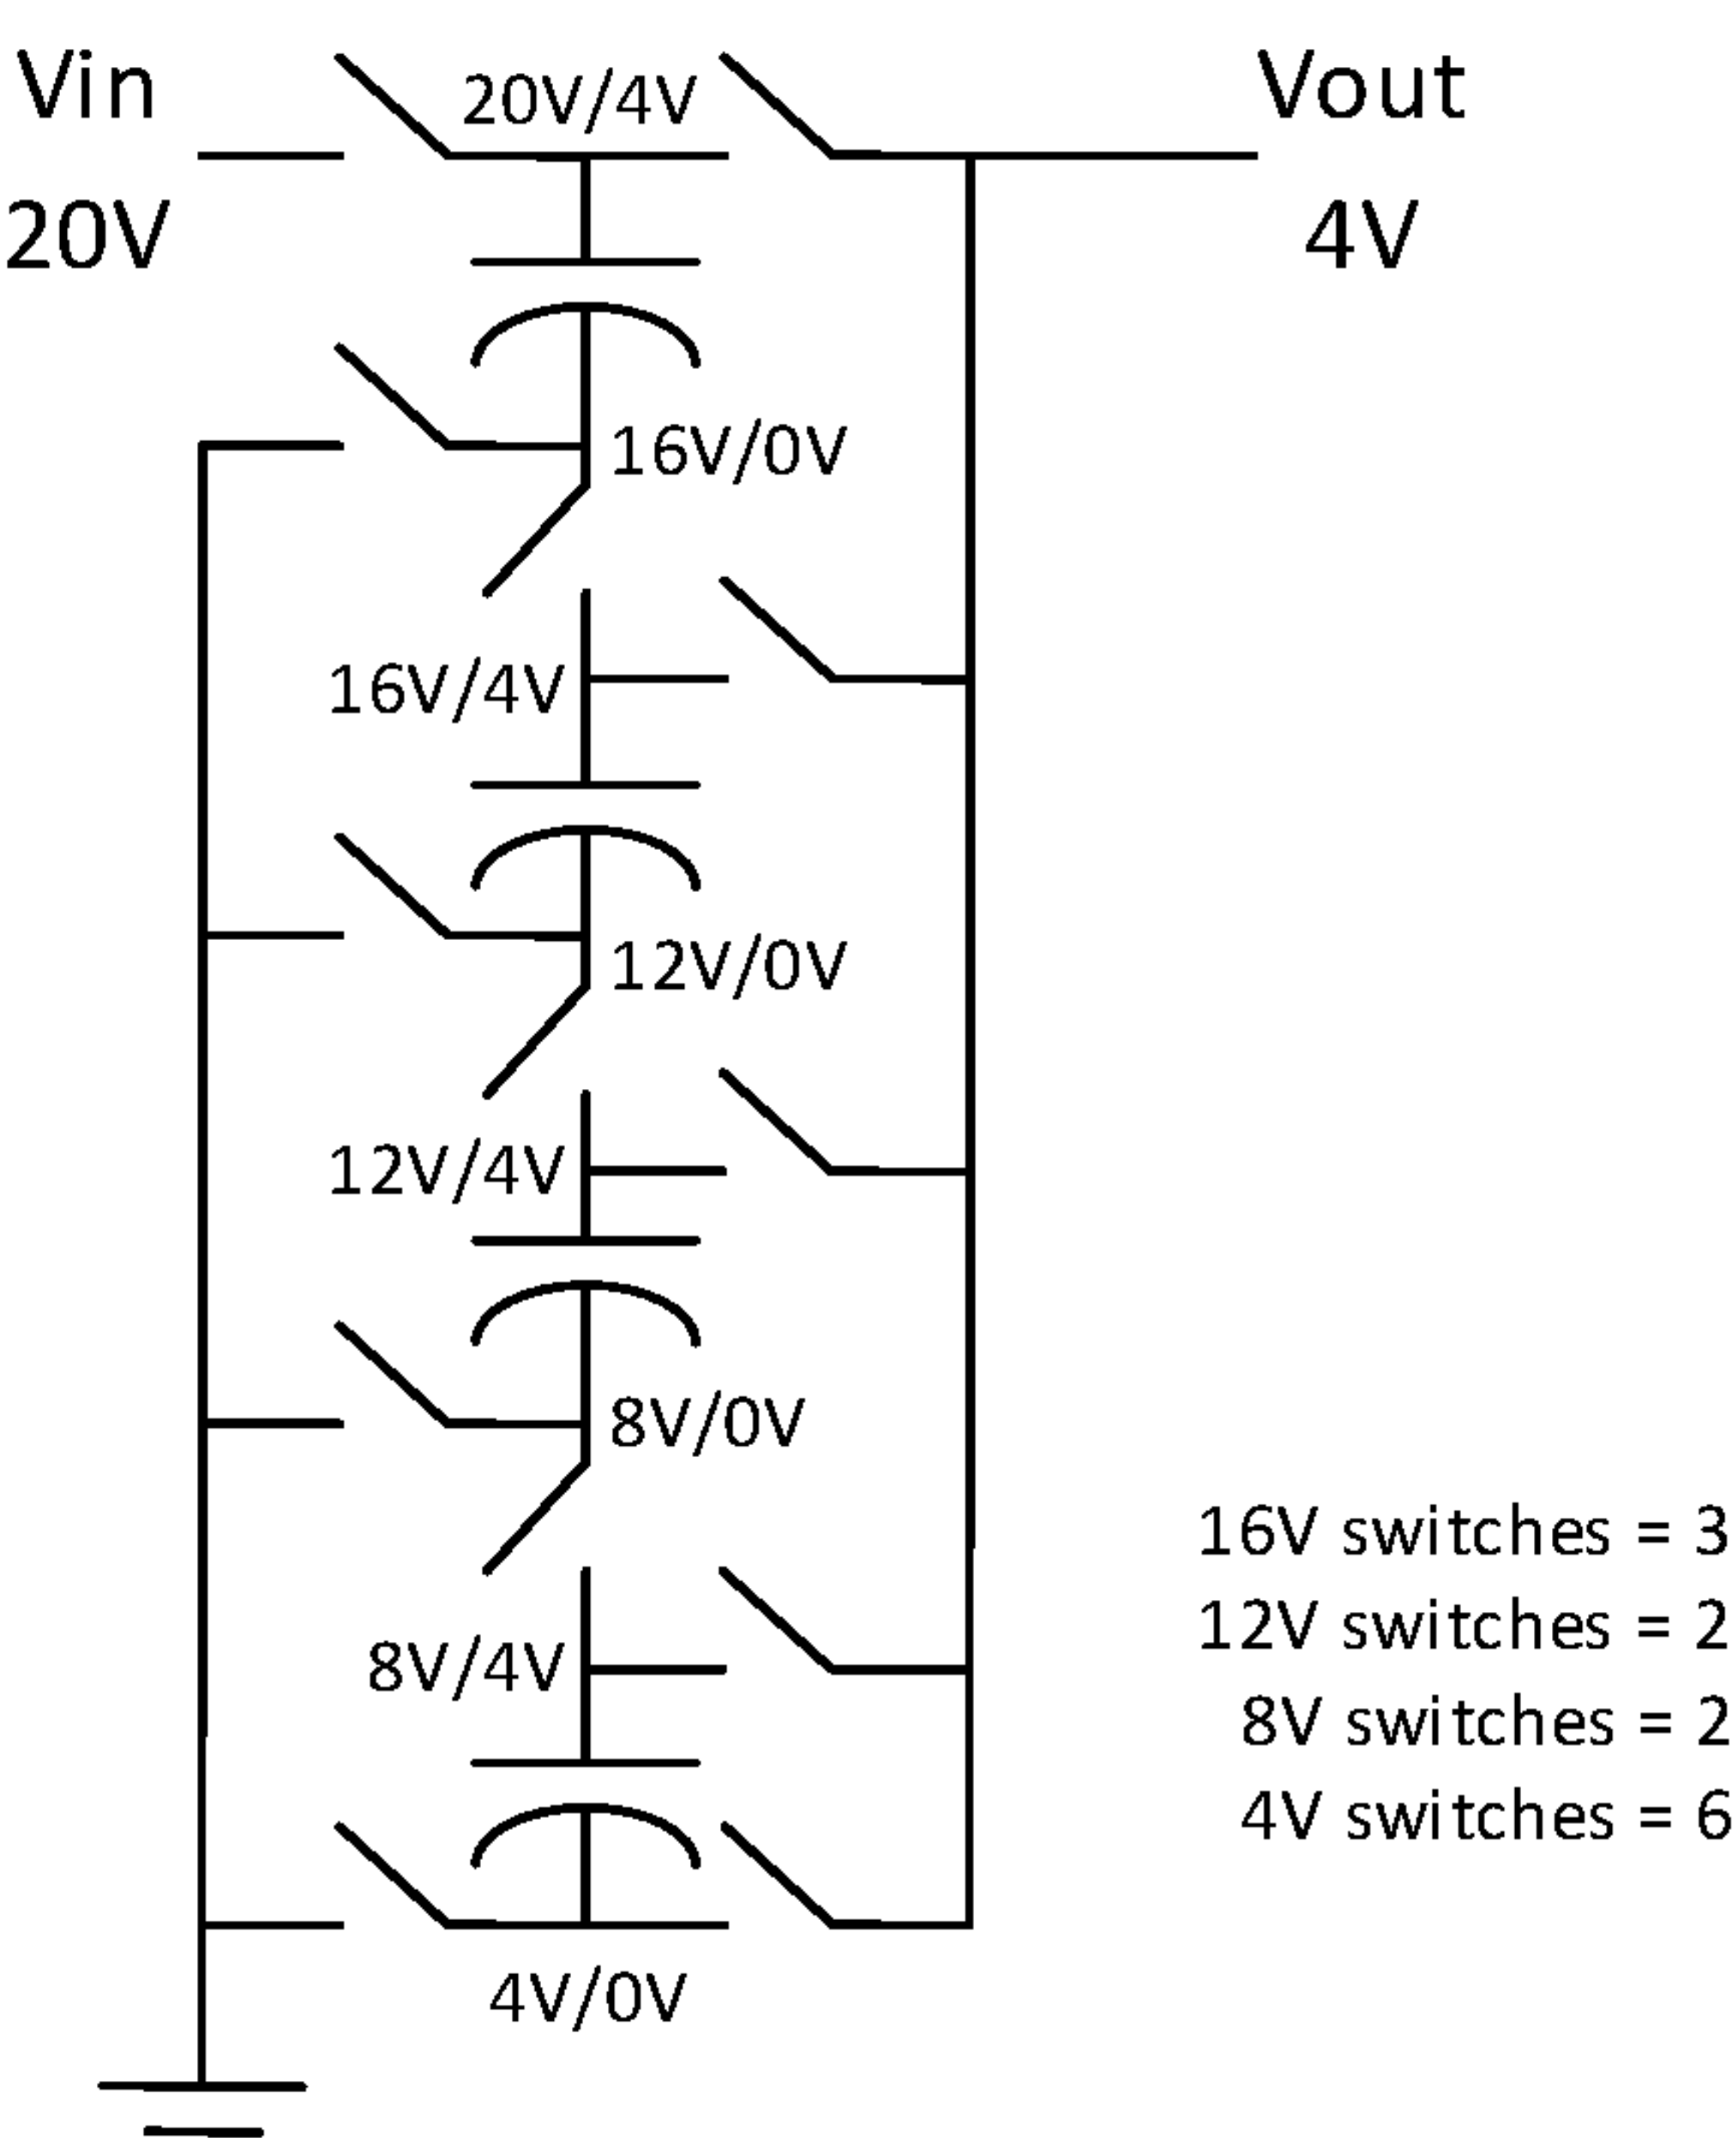 Vin
20V
20V/4V
Vout
4V
16V/0V
16V/4V
12V/0V
12V/4V
8V/0V
8V/4V
4V/0V
16V switches = 3
12V switches = 2
8V switches = 2
4V switches = 6